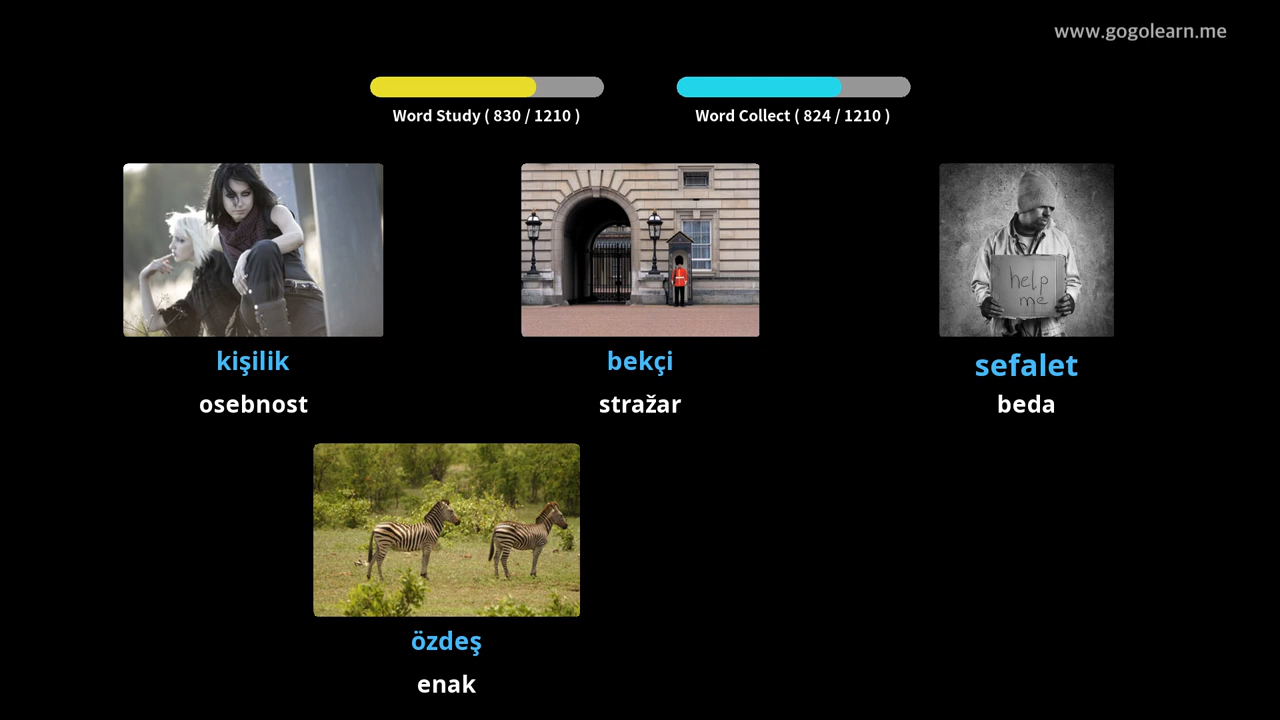 www.gogolearn.me
Word Study ( 830 / 1210 )
Word Collect ( 824 / 1210 )
help
me
kişilik
bekçi
sefalet
osebnost
stražar
beda
özdeş
enak